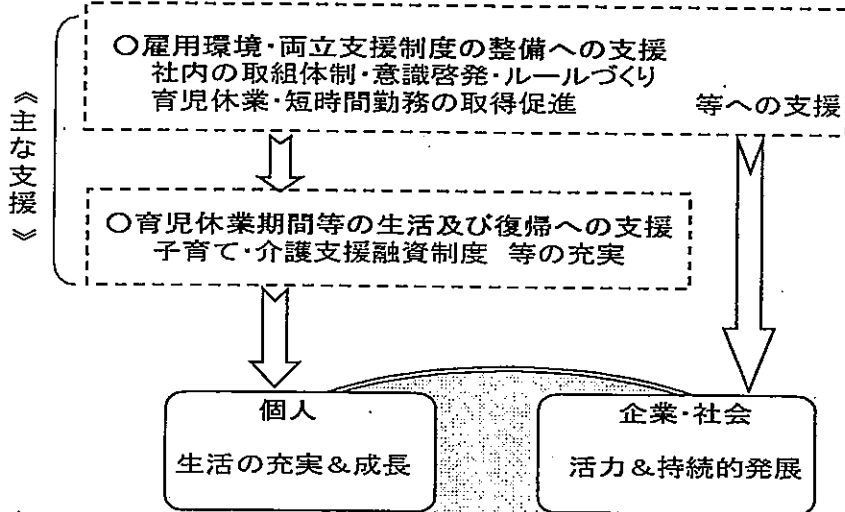 《主な支援》
○雇用環境・両立支援制度の整備への支援
社内の取組体制・意識啓発・ルールづくり
育児休業・短時間勤務の取得促進 等への支援
○育児休業期間等の生活及び復帰への支援
子育て・介護支援融資制度 等の充実
個人
生活の充実&成長
企業・社会
活力&持続的発展